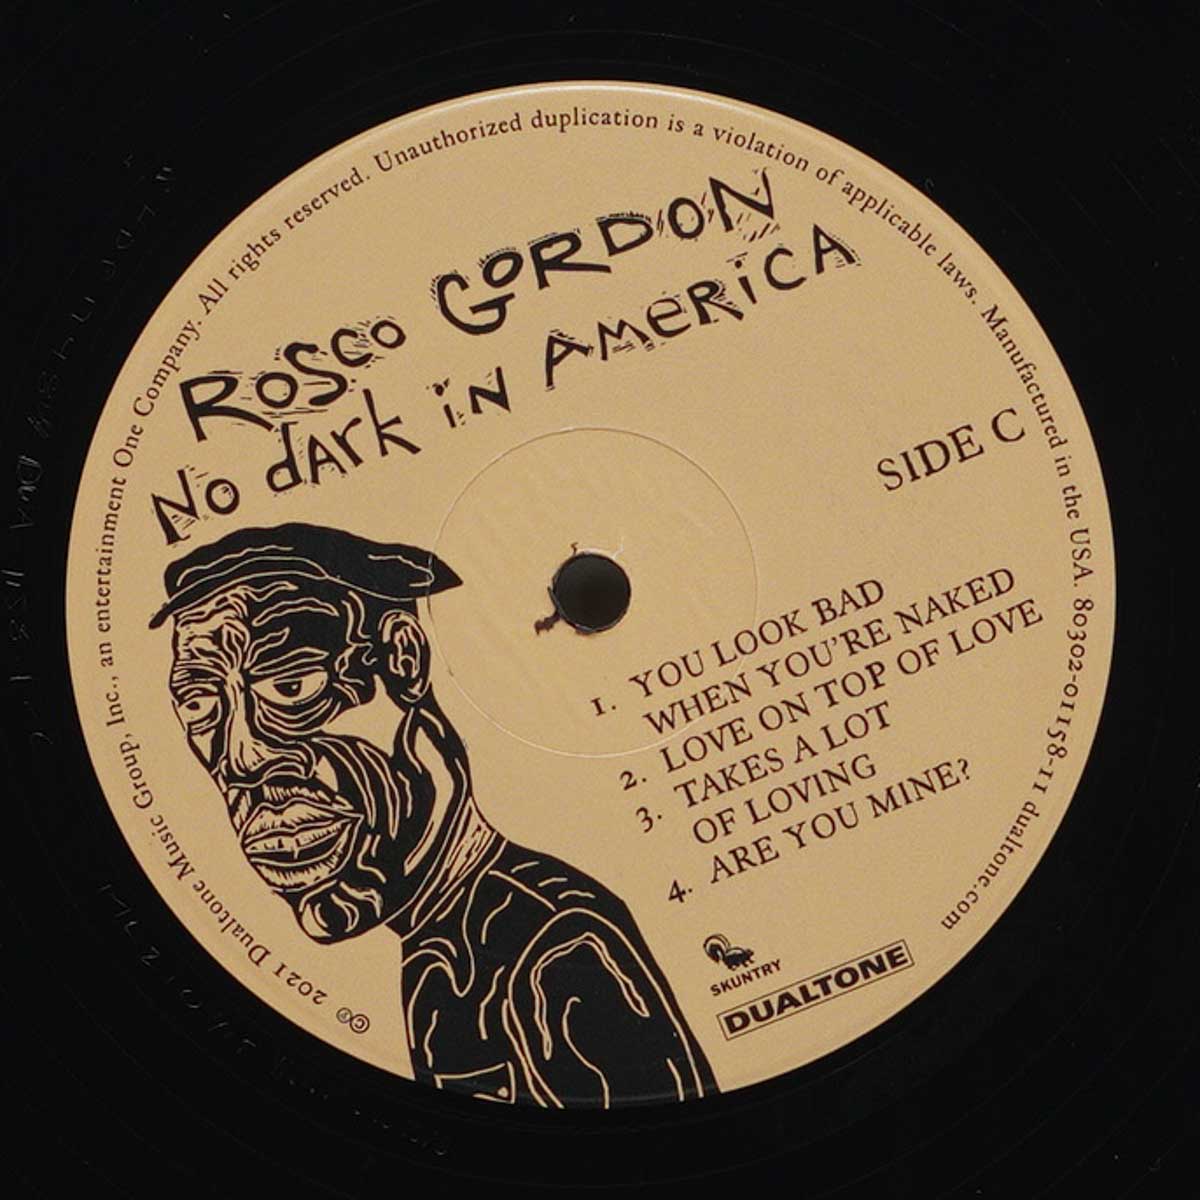 ROSCO GORDON
NO DARK IN AMERICA
SIDE C
1. YOU LOOK BAD
WHEN YOU'RE NAKED
2. LOVE ON TOP OF LOVE
3. TAKES A LOT
OF LOVING
4. ARE YOU MINE?
SKUNTRY
DUALTONE
©℗ 2021 Dualtone Music Group, Inc., an entertainment One Company. All rights reserved. Unauthorized duplication is a violation of applicable laws. Manufactured in the USA. 80302-01158-11 dualtone.com